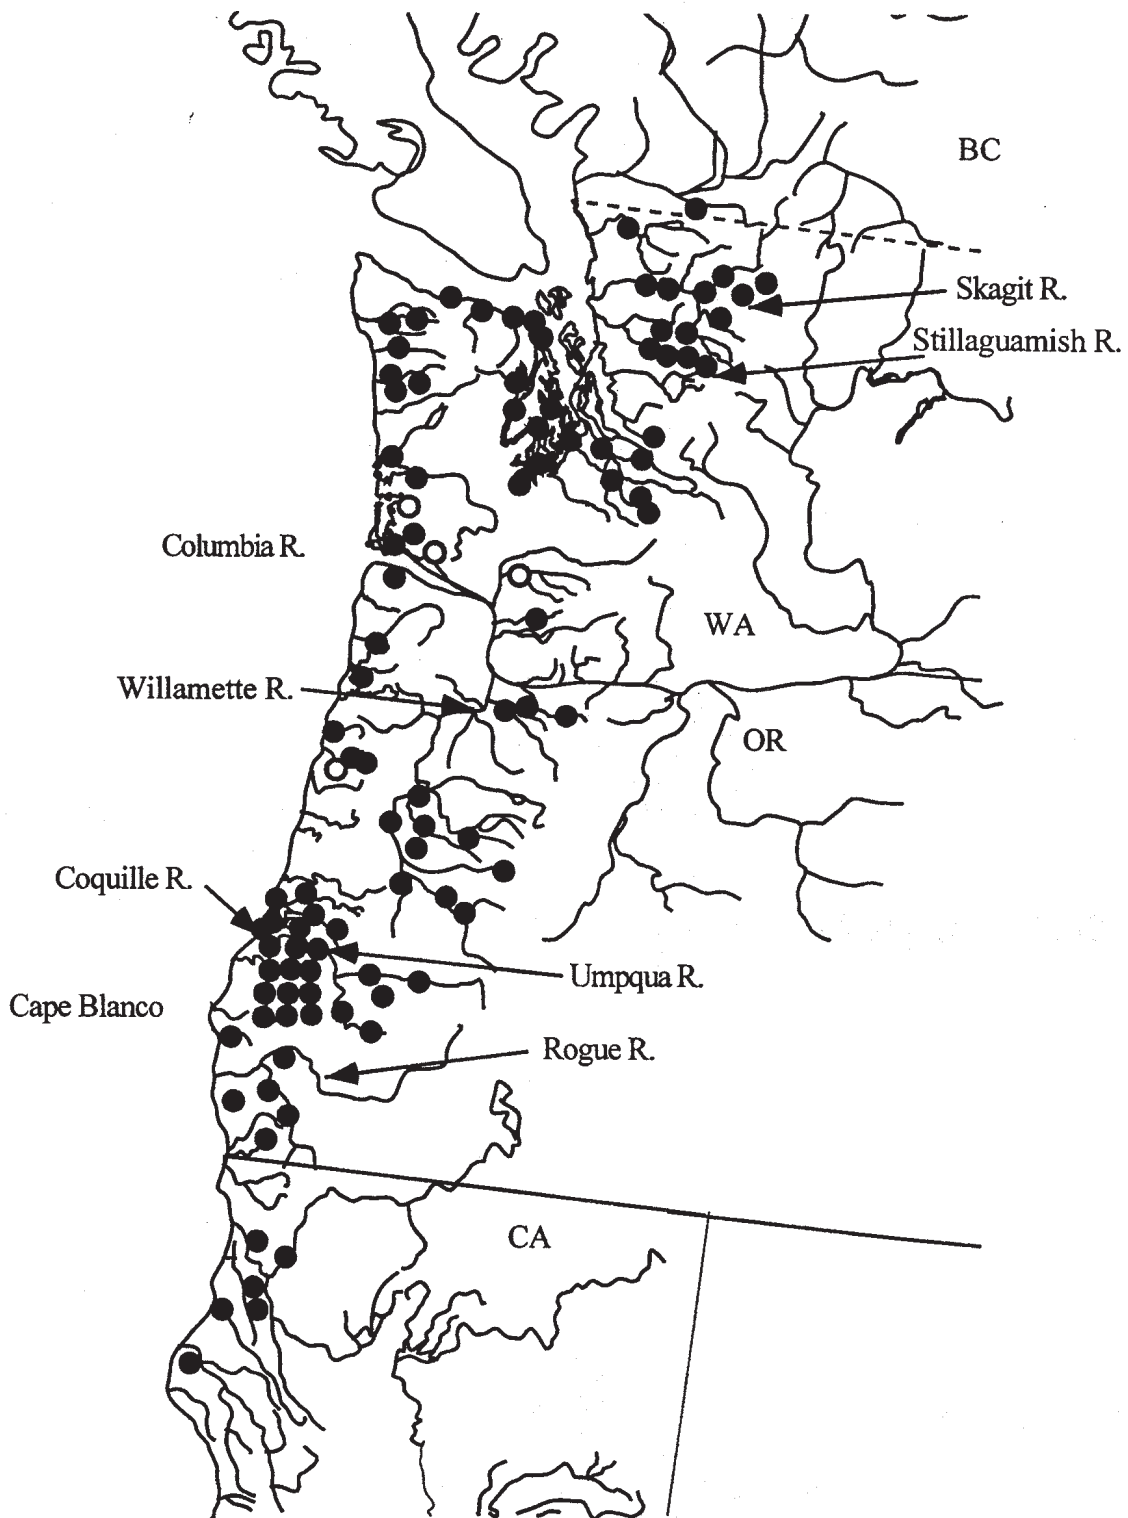 BC
Skagit R.
Stillaguamish R.
Columbia R.
WA
Willamette R.
OR
Coquille R.
Umpqua R.
Cape Blanco
Rogue R.
CA